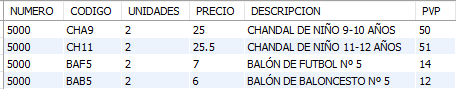 NUMERO CODIGO UNIDADES PRECIO DESCRIPCION PVP
5000 CHA9 2 25 CHANDAL DE NIÑO 9-10 AÑOS 50
5000 CH11 2 25.5 CHANDAL DE NIÑO 11-12 AÑOS 51
5000 BAF5 2 7 BALÓN DE FUTBOL Nº 5 14
5000 BAB5 2 6 BALÓN DE BALONCESTO Nº 5 12